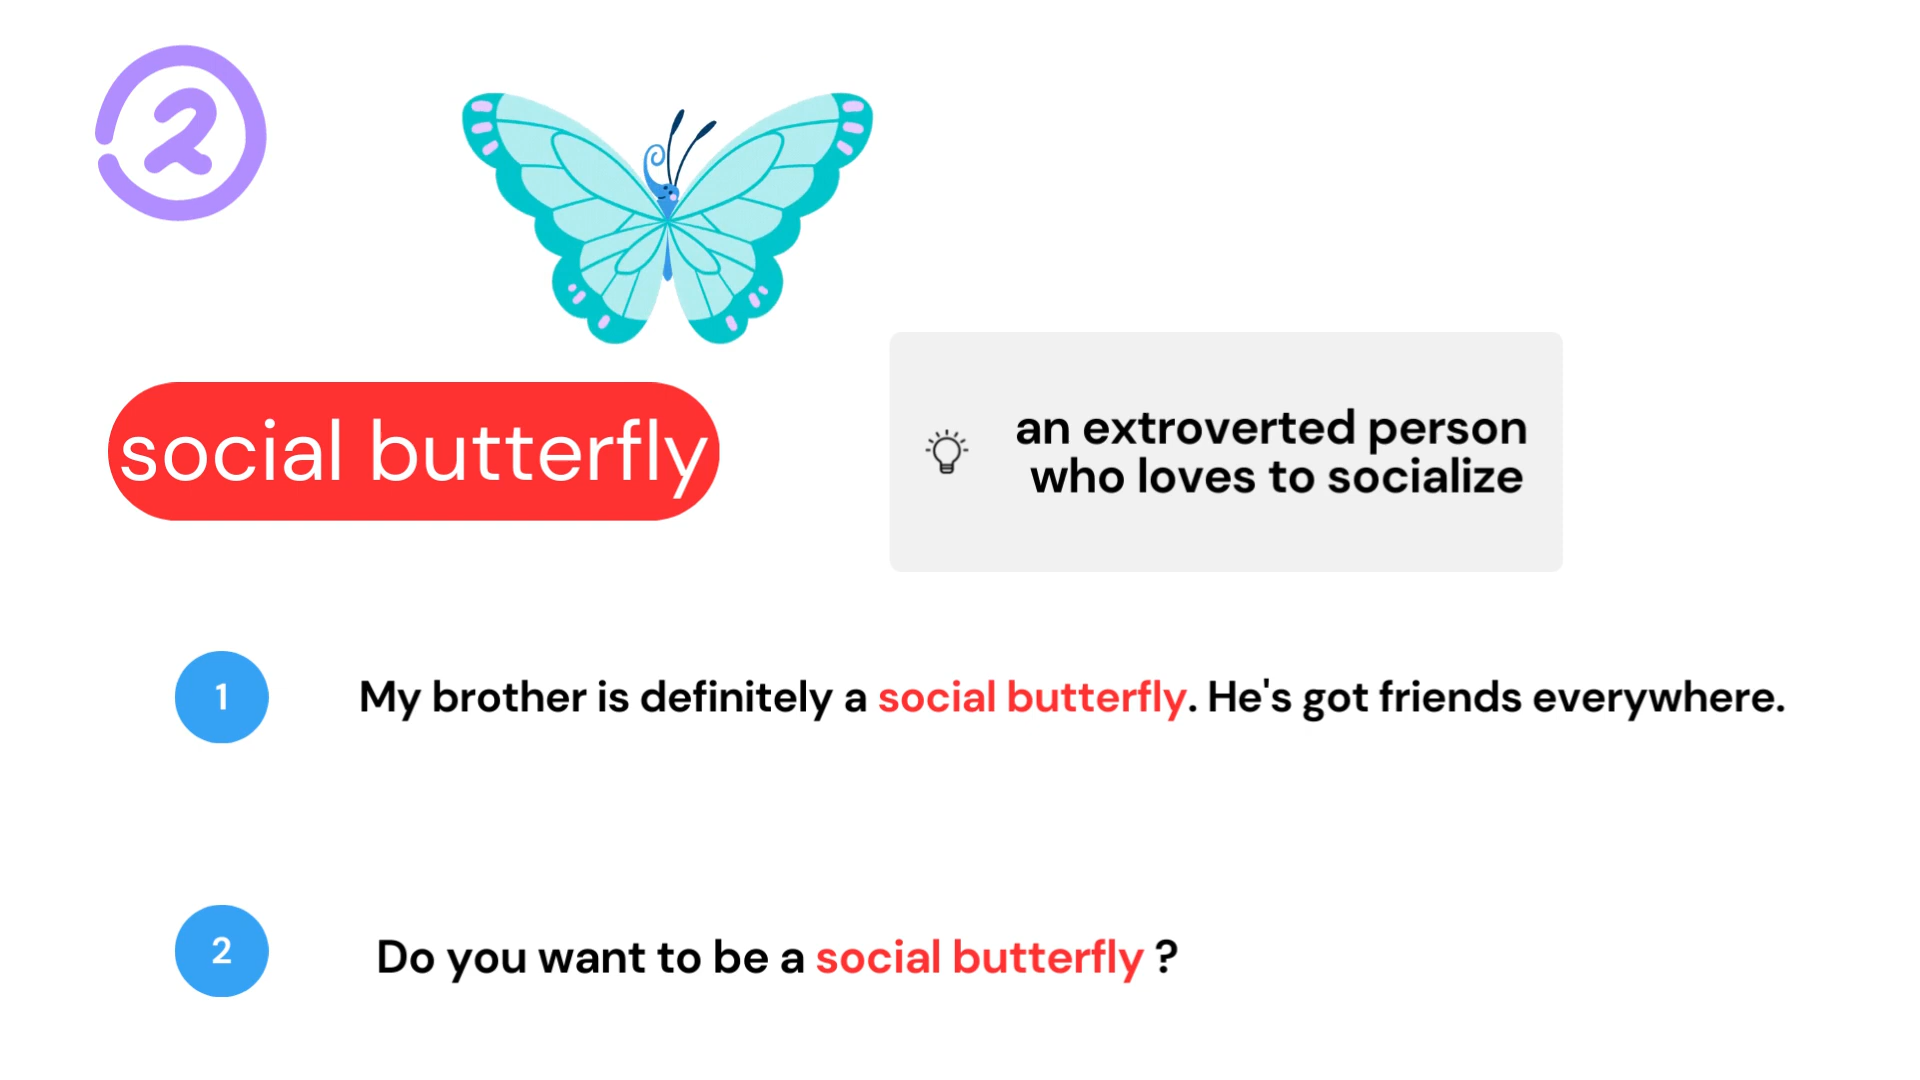 2
social butterfly
an extroverted person
who loves to socialize
1
My brother is definitely a social butterfly. He's got friends everywhere.
2
Do you want to be a social butterfly ?